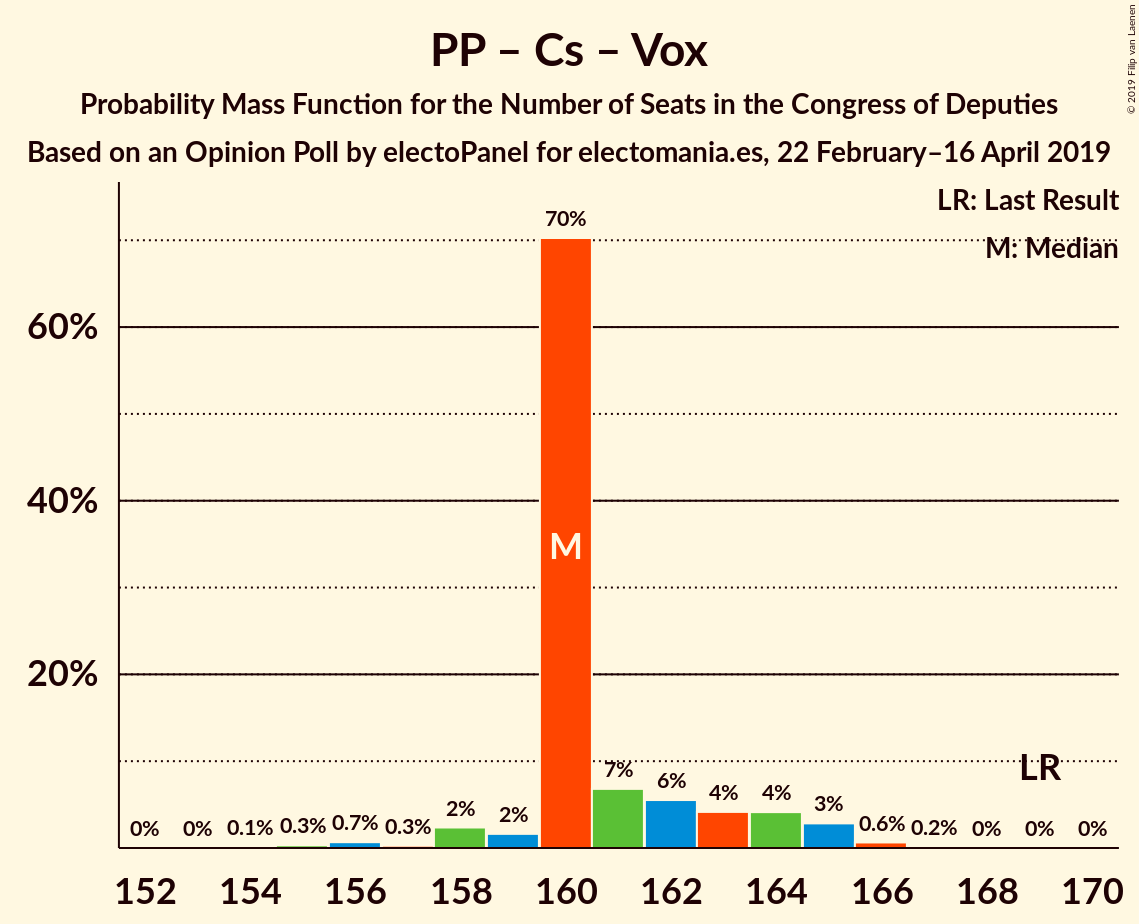 PP – Cs – Vox
Probability Mass Function for the Number of Seats in the Congress of Deputies
Based on an Opinion Poll by electoPanel for electomania.es, 22 February–16 April 2019
© 2019 Filip van Laenen
LR: Last Result
M: Median
60%
40%
20%
0% 0% 0.1% 0.3% 0.7% 0.3% 2% 2% 70% 7% 6% 4% 4% 3% 0.6% 0.2% 0% 0% 0%
M
LR
152 154 156 158 160 162 164 166 168 170